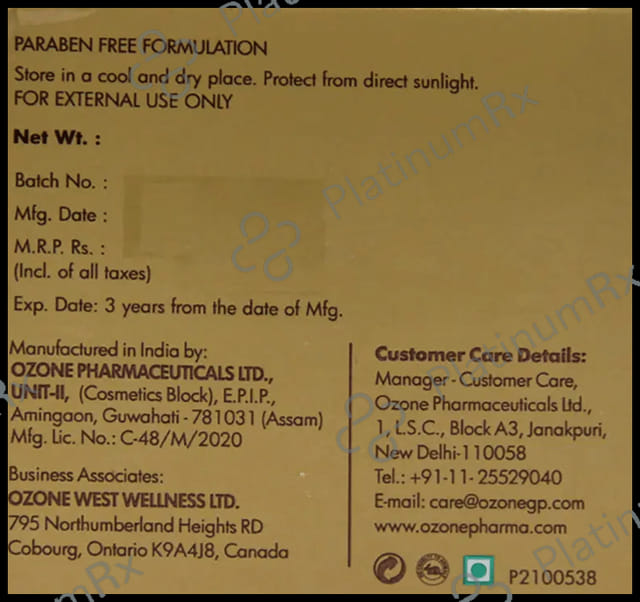 PARABEN FREE FORMULATION
Store in a cool and dry place. Protect from direct sunlight.
FOR EXTERNAL USE ONLY
Net Wt. :
Batch No. :
Mfg. Date :
M.R.P. Rs. :
(Incl. of all taxes)
Exp. Date: 3 years from the date of Mfg.
Manufactured in India by:
OZONE PHARMACEUTICALS LTD.,
UNIT-II, (Cosmetics Block), E.P.I.P.,
Amingaon, Guwahati - 781031 (Assam)
Mfg. Lic. No.: C-48/M/2020
Business Associates:
OZONE WEST WELLNESS LTD.
795 Northumberland Heights RD
Cobourg, Ontario K9A4J8, Canada
Customer Care Details:
Manager - Customer Care,
Ozone Pharmaceuticals Ltd.,
1, L.S.C., Block A3, Janakpuri,
New Delhi-110058
Tel.: +91-11- 25529040
E-mail: care@ozonegp.com
www.ozonepharma.com
P2100538
PlatinumRx
PlatinumRx
PlatinumRx